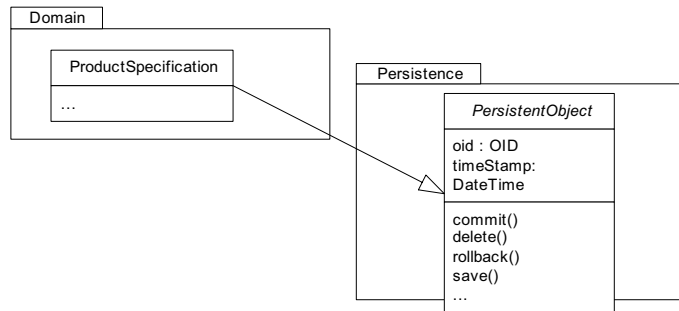 Domain
ProductSpecification
...
Persistence
PersistentObject
oid : OID
timeStamp:
DateTime
commit()
delete()
rollback()
save()
...